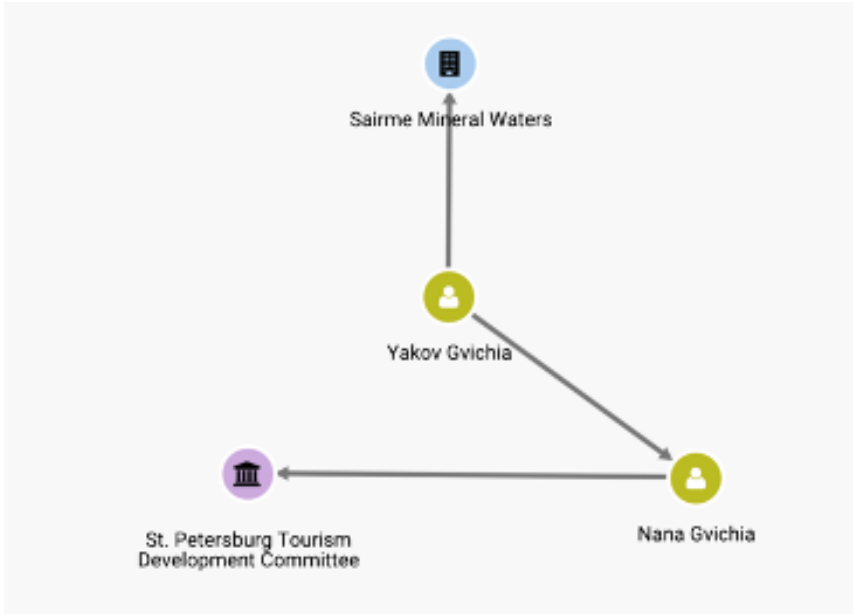 Sairme Mineral Waters
Yakov Gvichia
Nana Gvichia
St. Petersburg Tourism
Development Committee